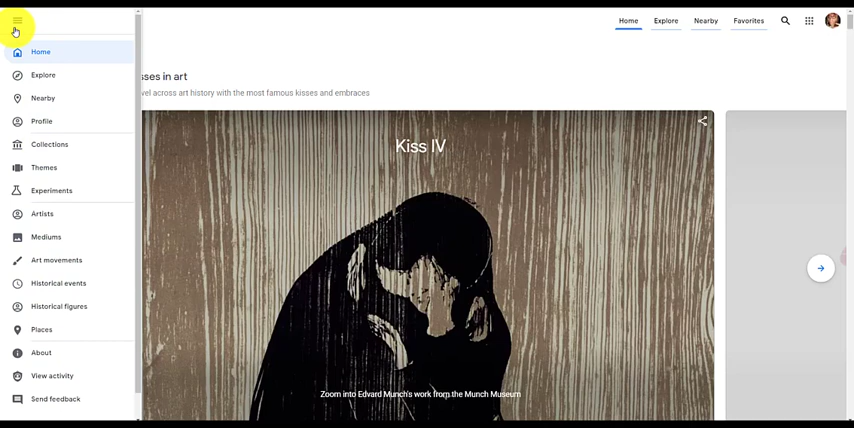 Home
Explore
Nearby
Favorites
Home
Explore
Nearby
Profile
Collections
Themes
Experiments
Artists
Mediums
Art movements
Historical events
Historical figures
Places
About
View activity
Send feedback
sses in art
vel across art history with the most famous kisses and embraces
Kiss IV
Zoom into Edvard Munch's work from the Munch Museum